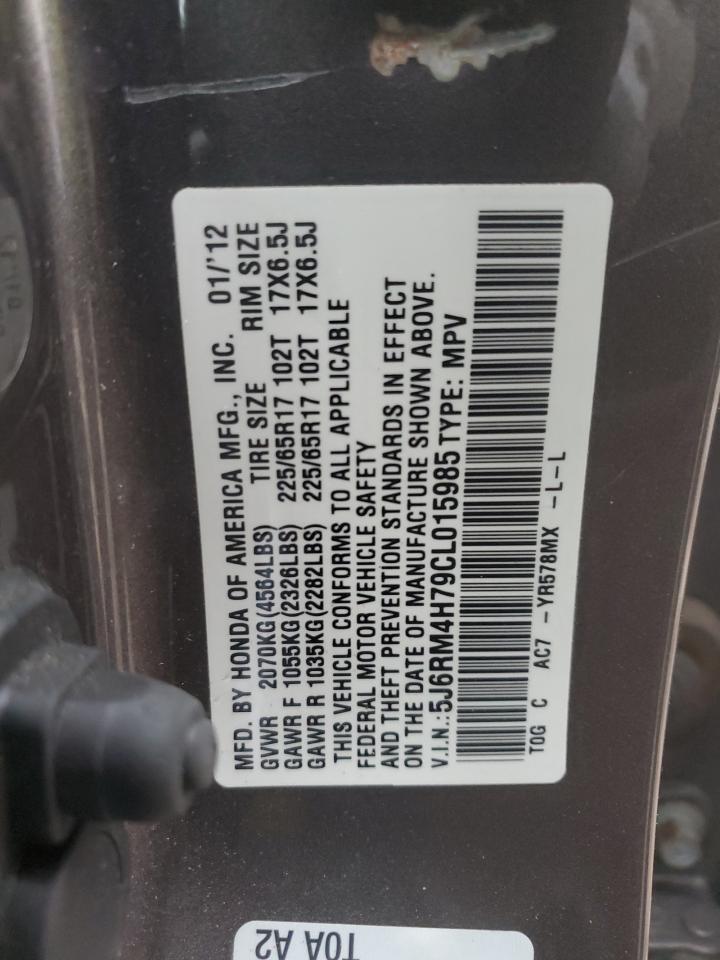 MFD. BY HONDA OF AMERICA MFG., INC. 01/'12
GVWR 2070KG(4564LBS) TIRE SIZE RIM SIZE
GAWR F 1055KG(2326LBS) 225/65R17 102T 17X6.5J
GAWR R 1035KG(2282LBS) 225/65R17 102T 17X6.5J
THIS VEHICLE CONFORMS TO ALL APPLICABLE
FEDERAL MOTOR VEHICLE SAFETY
AND THEFT PREVENTION STANDARDS IN EFFECT
ON THE DATE OF MANUFACTURE SHOWN ABOVE.
V.I.N.:5J6RM4H79CL015985 TYPE: MPV
T0G C AC7 -YR578MX -L-L
T0A A2